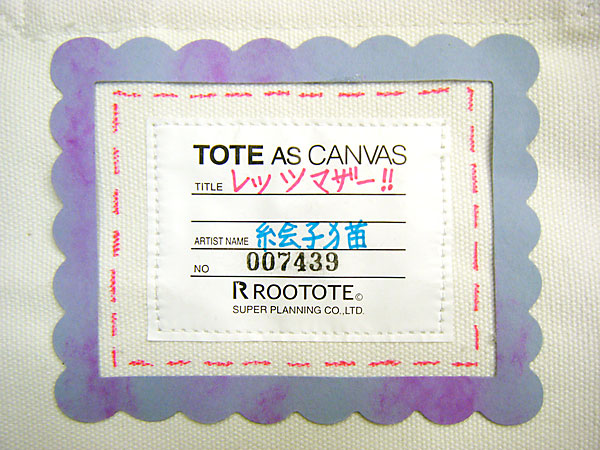 TOTE AS CANVAS
TITLE レッツマザー!!
ARTIST NAME 絵子猫
NO 007439
R ROOTOTE©
SUPER PLANNING CO.,LTD.